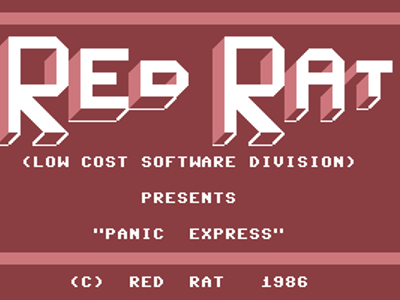 RED RAT
(LOW COST SOFTWARE DIVISION)
PRESENTS
"PANIC EXPRESS"
(C) RED RAT 1986